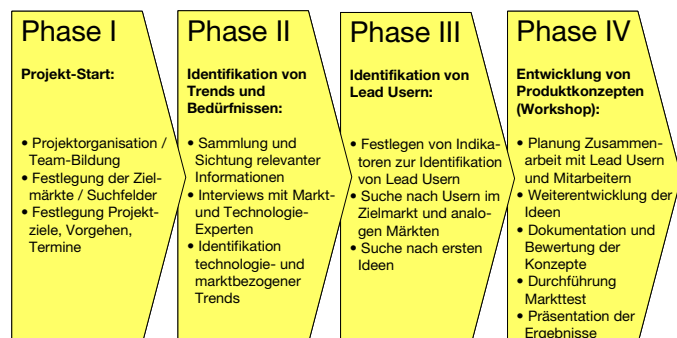 Phase I
Projekt-Start:
• Projektorganisation /
Team-Bildung
• Festlegung der Ziel-
märkte / Suchfelder
• Festlegung Projekt-
ziele, Vorgehen,
Termine
Phase II
Identifikation von
Trends und
Bedürfnissen:
• Sammlung und
Sichtung relevanter
Informationen
• Interviews mit Markt-
und Technologie-
Experten
• Identifikation
technologie- und
marktbezogener
Trends
Phase III
Identifikation von
Lead Usern:
• Festlegen von Indika-
toren zur Identifikation
von Lead Usern
• Suche nach Usern im
Zielmarkt und analo-
gen Märkten
• Suche nach ersten
Ideen
Phase IV
Entwicklung von
Produktkonzepten
(Workshop):
• Planung Zusammen-
arbeit mit Lead Usern
und Mitarbeitern
• Weiterentwicklung der
Ideen
• Dokumentation und
Bewertung der
Konzepte
• Durchführung
Markttest
• Präsentation der
Ergebnisse